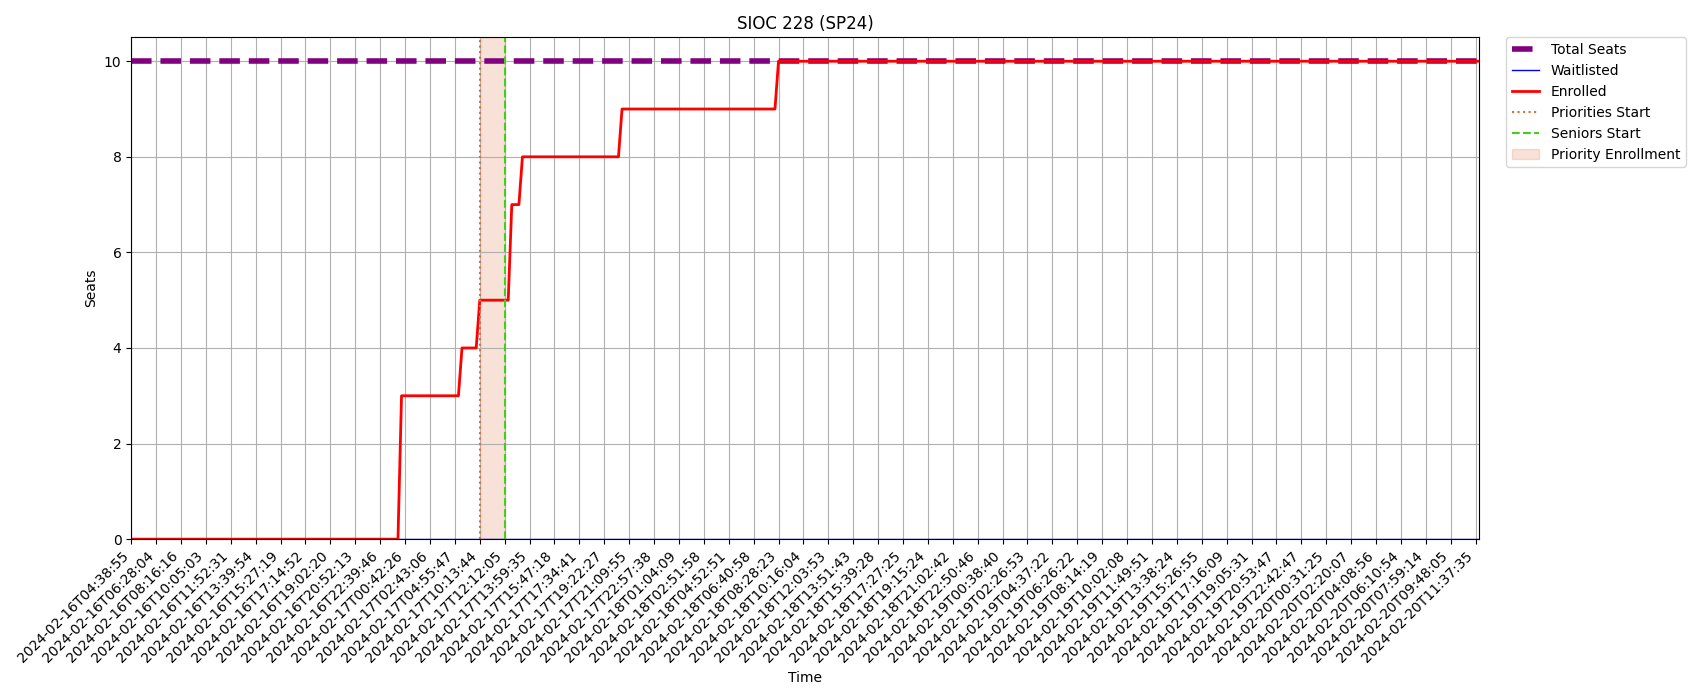 SIOC 228 (SP24)
Total Seats
Waitlisted
Enrolled
Priorities Start
Seniors Start
Priority Enrollment
Seats
10
8
6
4
2
0
2024-02-16T04:38:55
2024-02-16T06:28:04
2024-02-16T08:16:16
2024-02-16T10:05:03
2024-02-16T11:52:31
2024-02-16T13:39:54
2024-02-16T15:27:19
2024-02-16T17:14:52
2024-02-16T19:02:20
2024-02-16T20:52:13
2024-02-16T22:39:46
2024-02-17T00:42:26
2024-02-17T02:43:06
2024-02-17T04:55:47
2024-02-17T10:13:44
2024-02-17T12:12:05
2024-02-17T13:59:35
2024-02-17T15:47:18
2024-02-17T17:34:41
2024-02-17T19:22:27
2024-02-17T21:09:55
2024-02-17T22:57:38
2024-02-18T01:04:09
2024-02-18T02:51:58
2024-02-18T04:52:51
2024-02-18T06:40:58
2024-02-18T08:28:23
2024-02-18T10:16:04
2024-02-18T12:03:53
2024-02-18T13:51:43
2024-02-18T15:39:28
2024-02-18T17:27:25
2024-02-18T19:15:24
2024-02-18T21:02:42
2024-02-18T22:50:46
2024-02-19T00:38:40
2024-02-19T02:26:53
2024-02-19T04:37:22
2024-02-19T06:26:22
2024-02-19T08:14:19
2024-02-19T10:02:08
2024-02-19T11:49:51
2024-02-19T13:38:24
2024-02-19T15:26:55
2024-02-19T17:16:09
2024-02-19T19:05:31
2024-02-19T20:53:47
2024-02-19T22:42:47
2024-02-20T00:31:25
2024-02-20T02:20:07
2024-02-20T04:08:56
2024-02-20T06:10:54
2024-02-20T07:59:14
2024-02-20T09:48:05
2024-02-20T11:37:35
Time